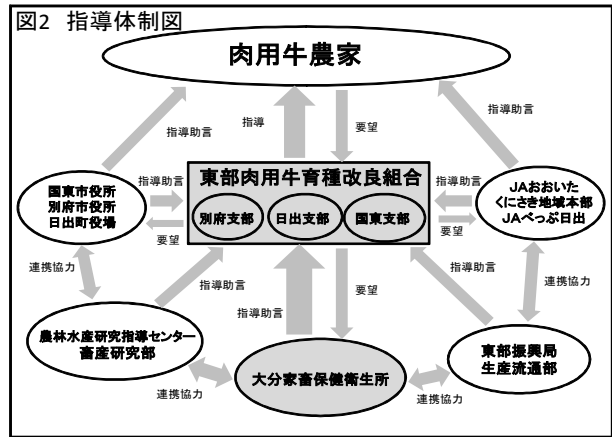 図2 指導体制図
肉用牛農家
指導助言
指導
要望
指導助言
東部肉用牛育種改良組合
別府支部
日出支部
国東支部
国東市役所
別府市役所
日出町役場
指導助言
要望
指導助言
要望
JAおおいた
くにさき地域本部
JAべっぷ日出
連携協力
指導助言
指導助言
要望
指導助言
連携協力
農林水産研究指導センター
畜産研究部
大分家畜保健衛生所
東部振興局
生産流通部
連携協力
連携協力